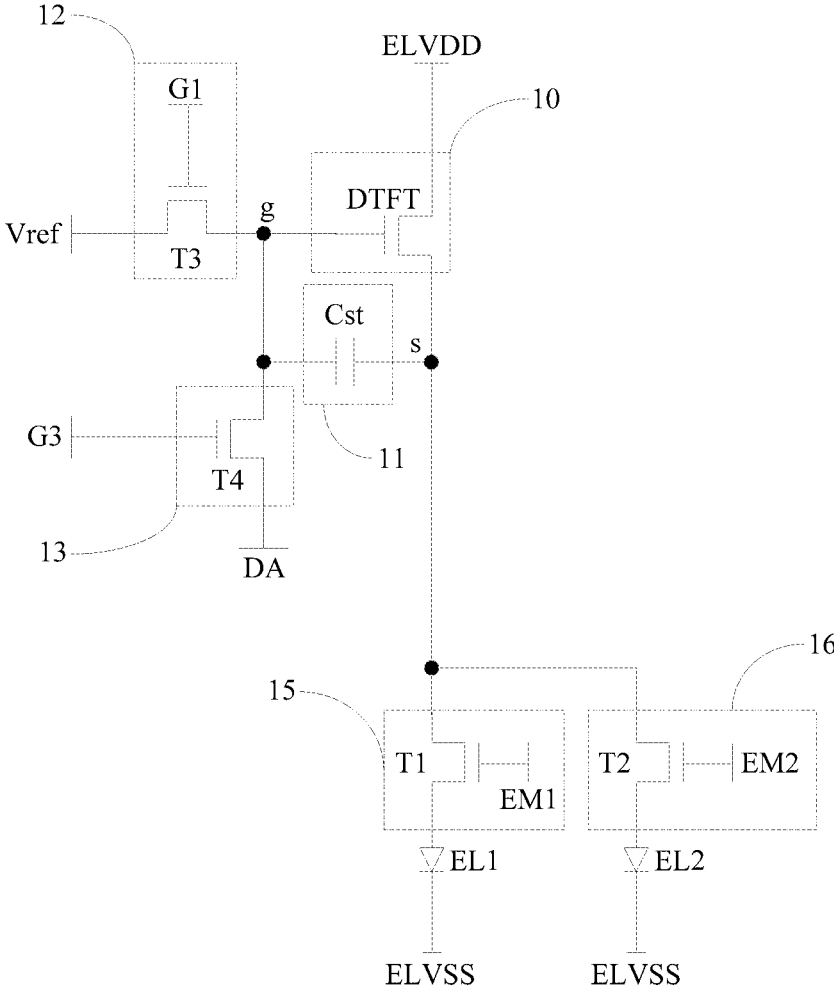 12
ELVDD
G1
10
DTFT
g
Vref
T3
Cst
s
G3
T4
11
13
DA
16
15
T1
EM1
T2
EM2
EL1
EL2
ELVSS
ELVSS